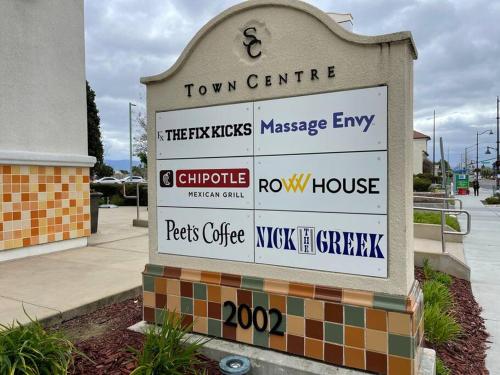 SC
TOWN CENTRE
Fx THE FIX KICKS
Massage Envy
CHIPOTLE
MEXICAN GRILL
ROW HOUSE
Peet's Coffee
NICK THE GREEK
2002